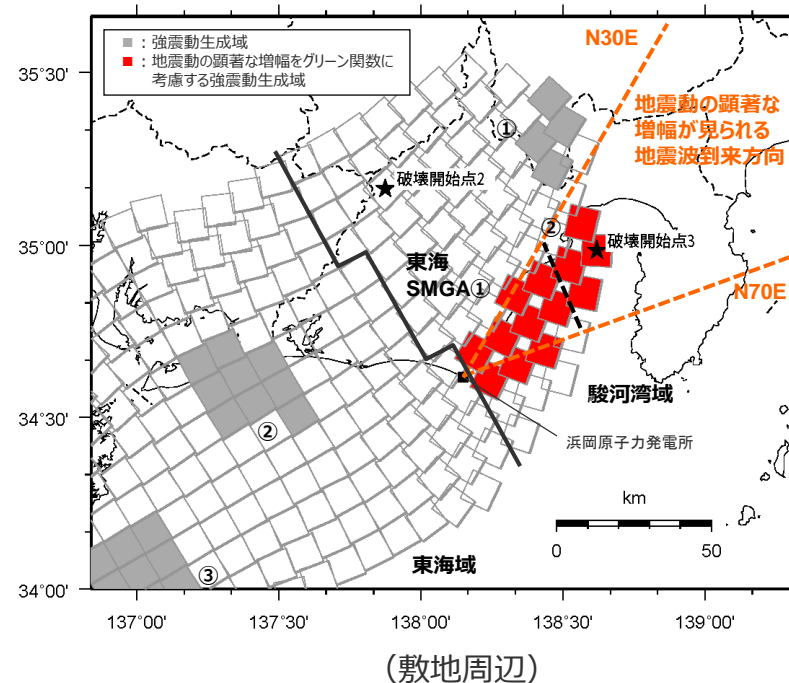 ：強震動生成域
：地震動の顕著な増幅をグリーン関数に
考慮する強震動生成域
N30E
地震動の顕著な
増幅が見られる
地震波到来方向
35°30'
①
破壊開始点2
②
破壊開始点3
35°00'
東海
SMGA①
N70E
駿河湾域
34°30'
②
浜岡原子力発電所
km
0
50
東海域
③
34°00'
137°00'
137°30'
138°00'
138°30'
139°00'
（敷地周辺）